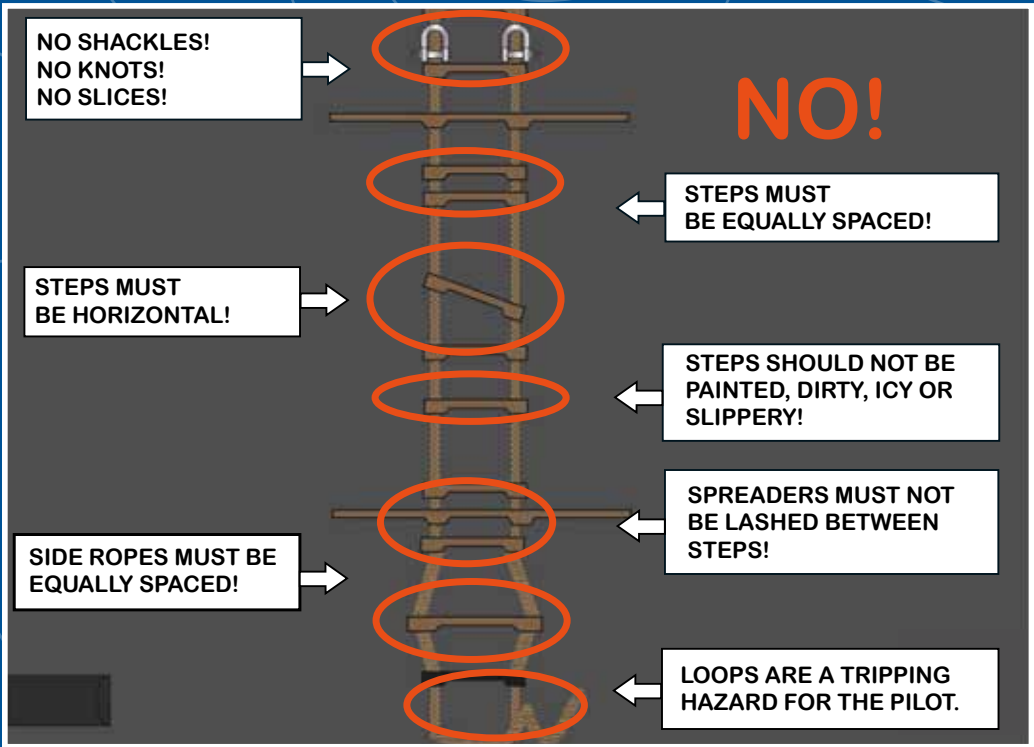 NO SHACKLES!
NO KNOTS!
NO SLICES!
NO!
STEPS MUST
BE EQUALLY SPACED!
STEPS MUST
BE HORIZONTAL!
STEPS SHOULD NOT BE
PAINTED, DIRTY, ICY OR
SLIPPERY!
SPREADERS MUST NOT
BE LASHED BETWEEN
STEPS!
SIDE ROPES MUST BE
EQUALLY SPACED!
LOOPS ARE A TRIPPING
HAZARD FOR THE PILOT.